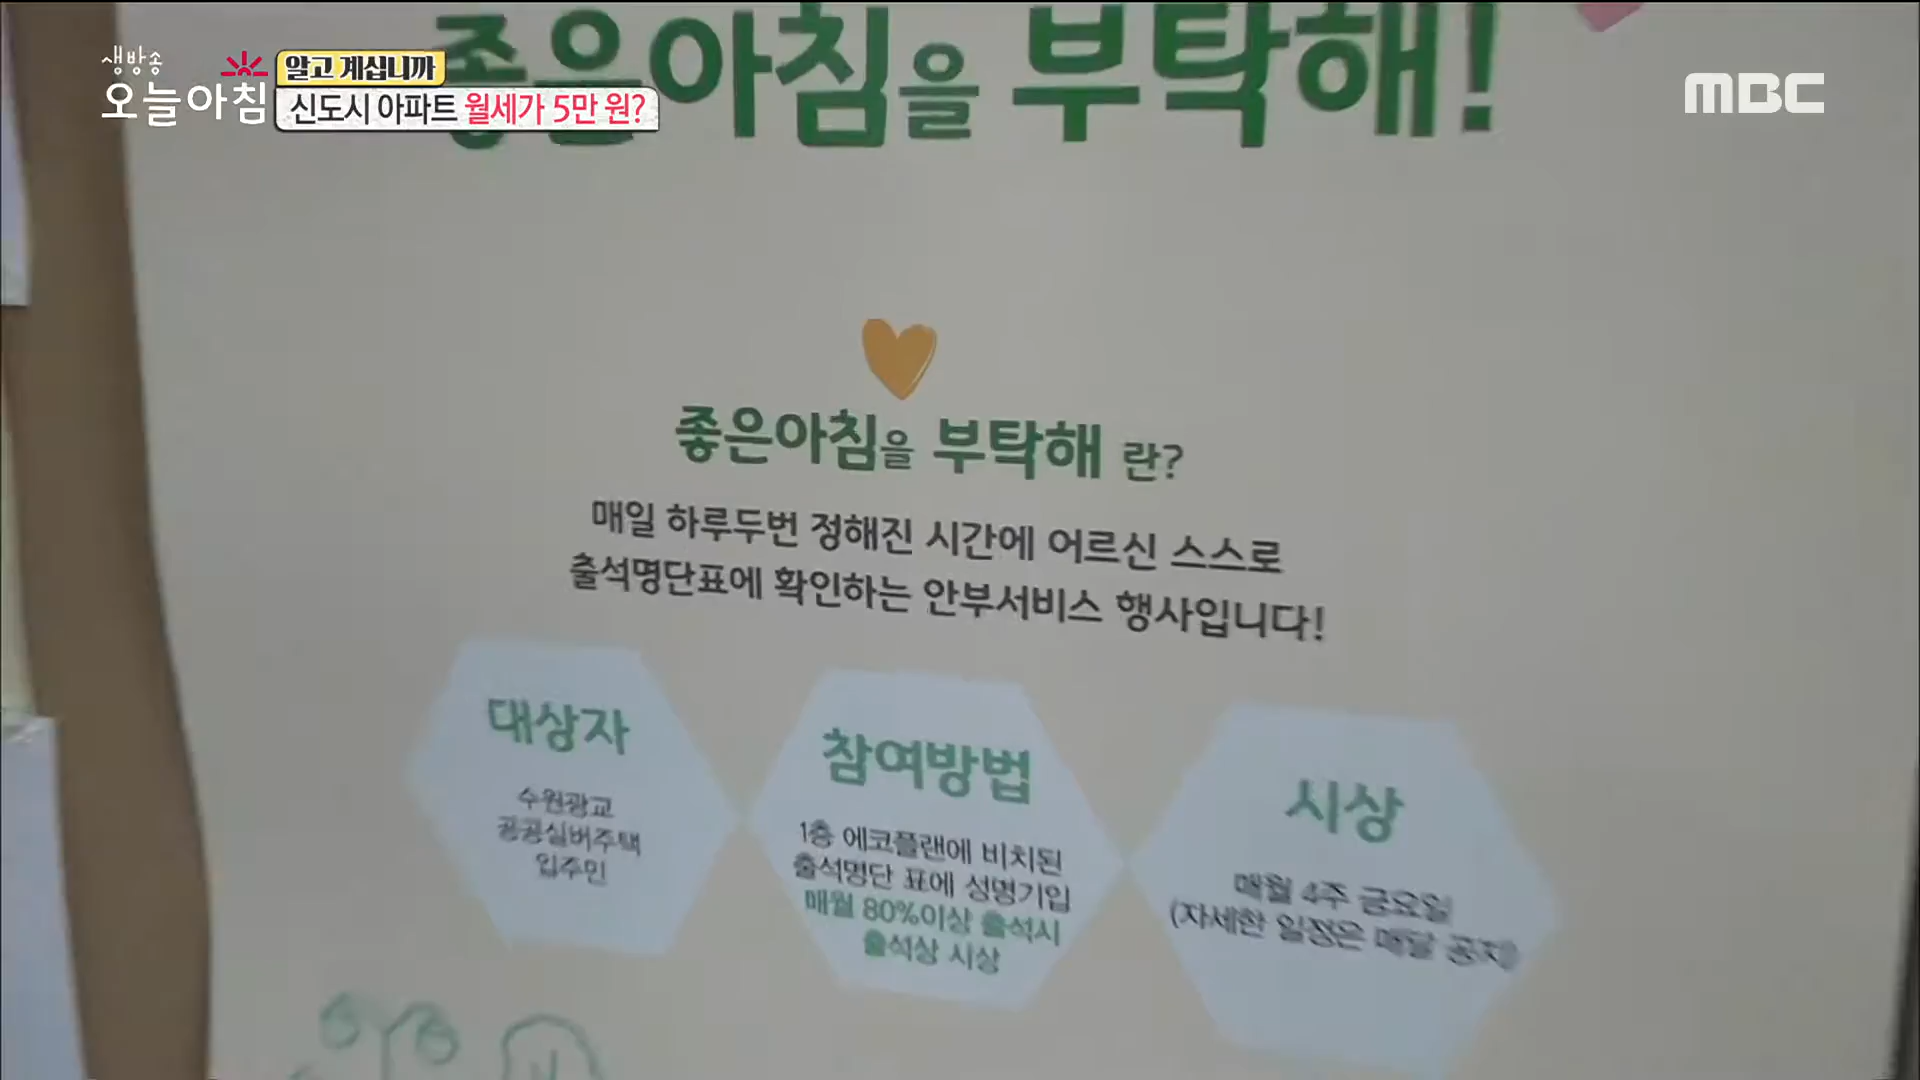 생방송
오늘아침
알고 계십니까
신도시 아파트 월세가 5만 원?
MBC
좋은아침을 부탁해!
좋은아침을 부탁해 란?
매일 하루두번 정해진 시간에 어르신 스스로
출석명단표에 확인하는 안부서비스 행사입니다!
대상자
수원광교
공공실버주택
입주민
참여방법
1층 에코플랜에 비치된
출석명단 표에 성명기입
매월 80%이상 출석시
출석상 시상
시상
매월 4주 금요일
(자세한 일정은 매달 공지)